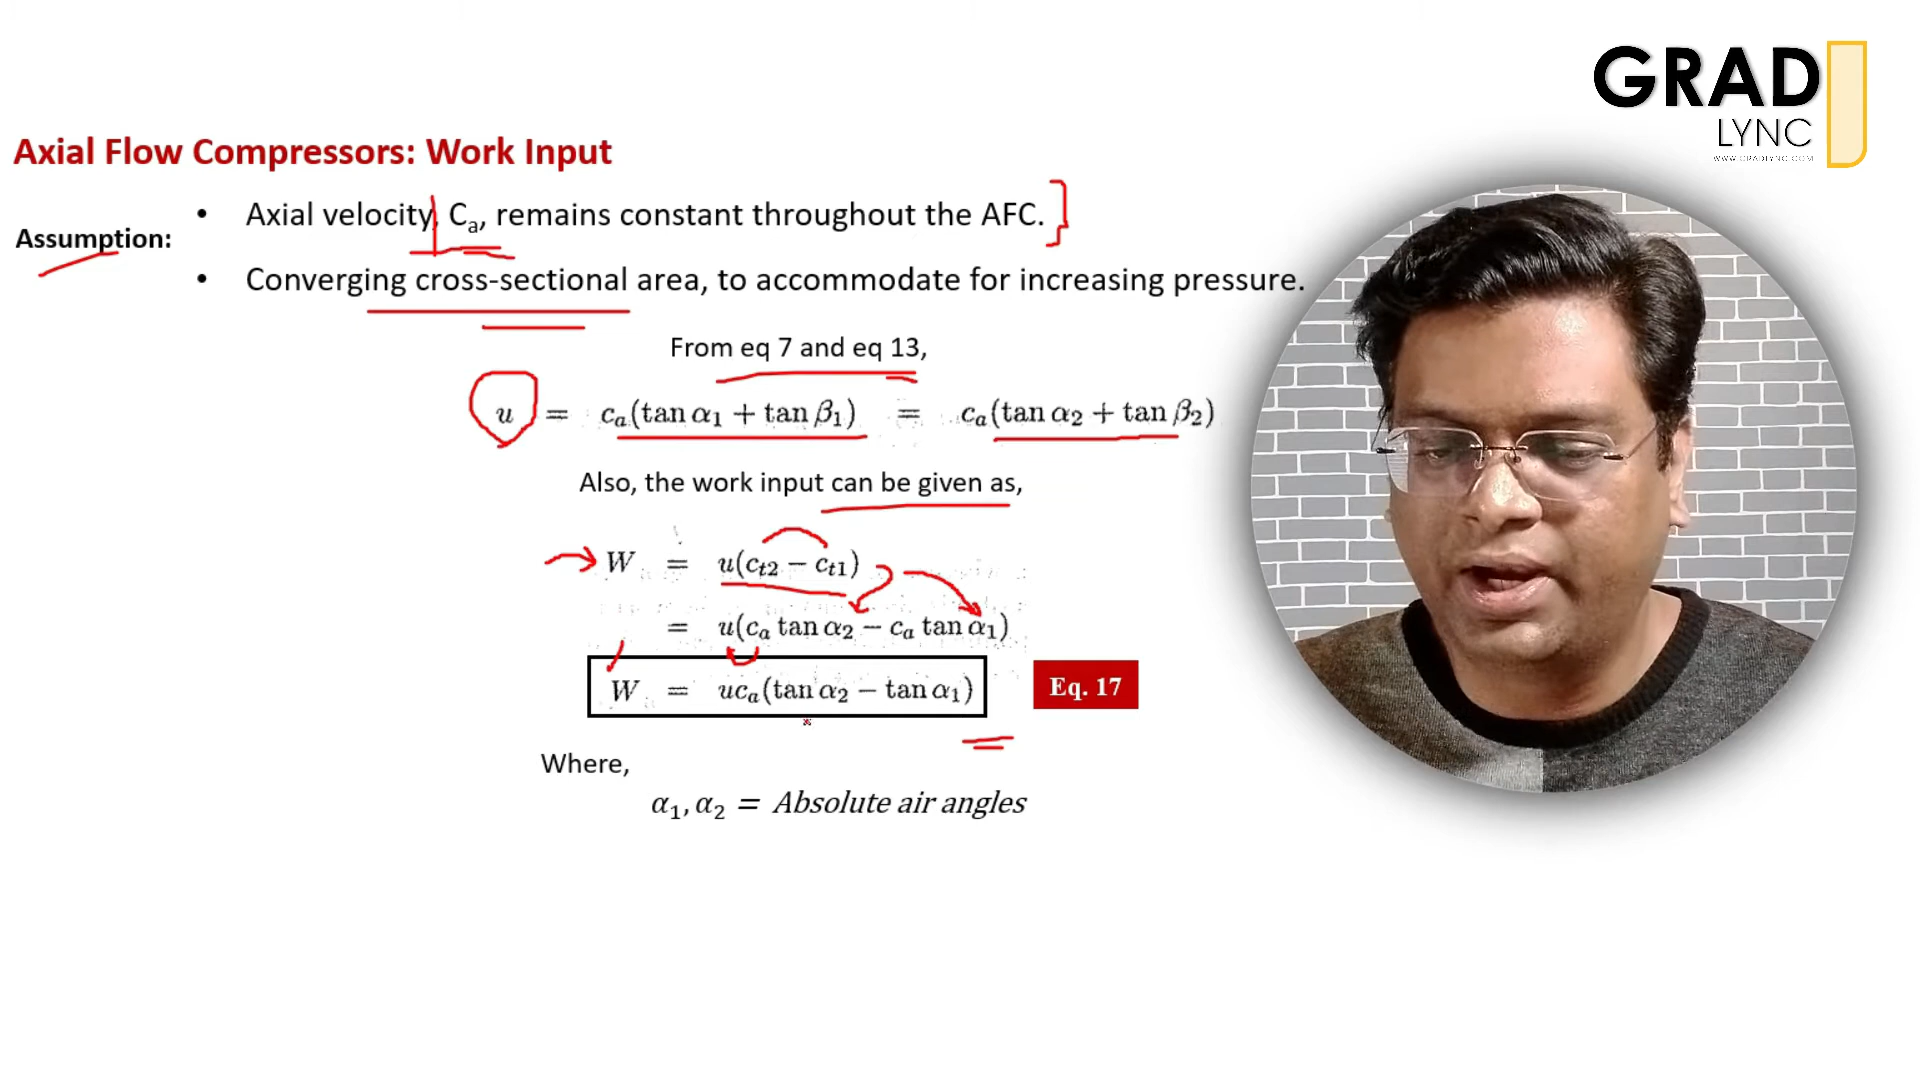 GRAD
LYNC
WWW.GRADLYNC.COM
Axial Flow Compressors: Work Input
Assumption:
• Axial velocity, Cₐ, remains constant throughout the AFC.
• Converging cross-sectional area, to accommodate for increasing pressure.
From eq 7 and eq 13,
u = cₐ(tan α₁ + tan β₁) = cₐ(tan α₂ + tan β₂)
Also, the work input can be given as,
W = u(cₜ₂ − cₜ₁)
= u(cₐ tan α₂ − cₐ tan α₁)
W = ucₐ(tan α₂ − tan α₁)
Eq. 17
Where,
α₁, α₂ = Absolute air angles